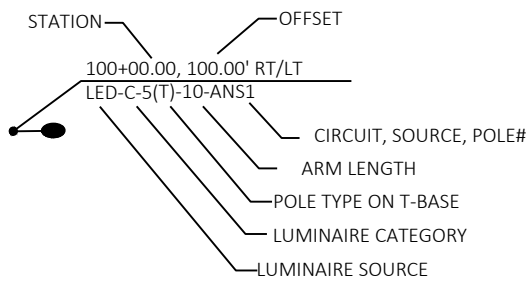 STATION
OFFSET
100+00.00, 100.00' RT/LT
LED-C-5(T)-10-ANS1
CIRCUIT, SOURCE, POLE#
ARM LENGTH
POLE TYPE ON T-BASE
LUMINAIRE CATEGORY
LUMINAIRE SOURCE